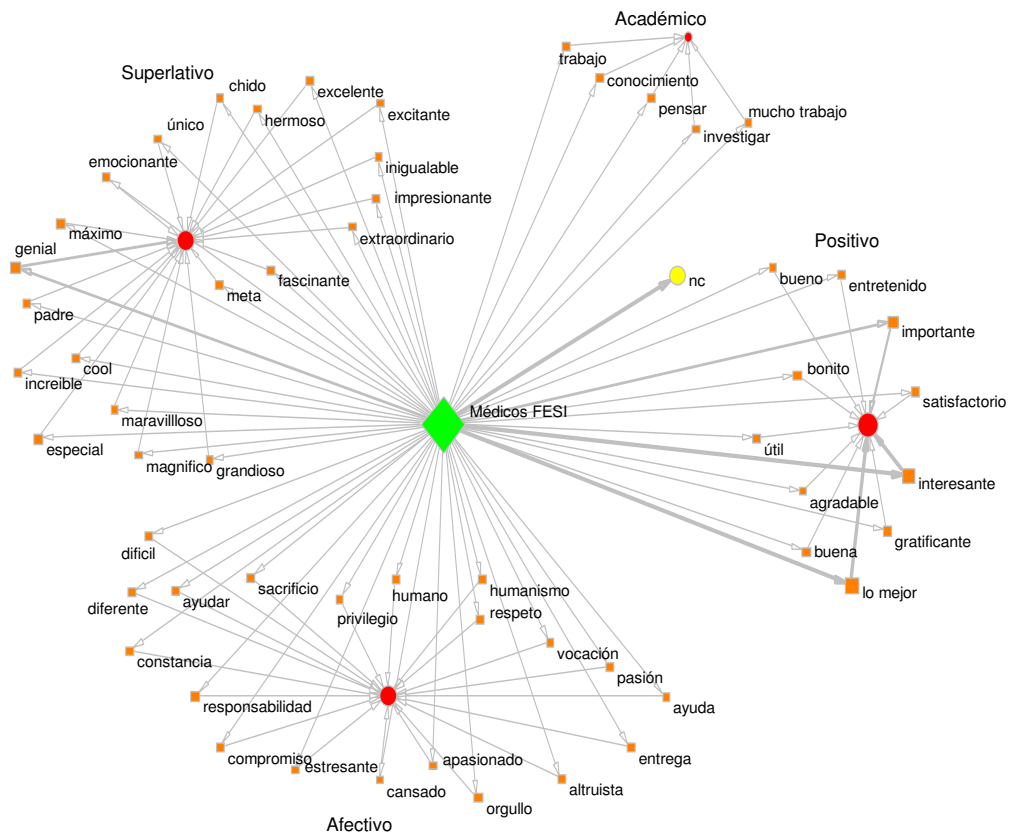 Académico
trabajo
conocimiento
pensar
mucho trabajo
investigar
Superlativo
chido
excelente
hermoso
excitante
único
emocionante
inigualable
impresionante
máximo
extraordinario
genial
fascinante
meta
padre
cool
increible
maravillloso
especial
magnifico
grandioso
Positivo
nc
bueno
entretenido
importante
bonito
satisfactorio
Médicos FESI
útil
interesante
agradable
gratificante
buena
lo mejor
dificil
sacrificio
humano
humanismo
diferente
ayudar
privilegio
respeto
constancia
vocación
pasión
responsabilidad
ayuda
compromiso
estresante
apasionado
entrega
cansado
orgullo
altruista
Afectivo